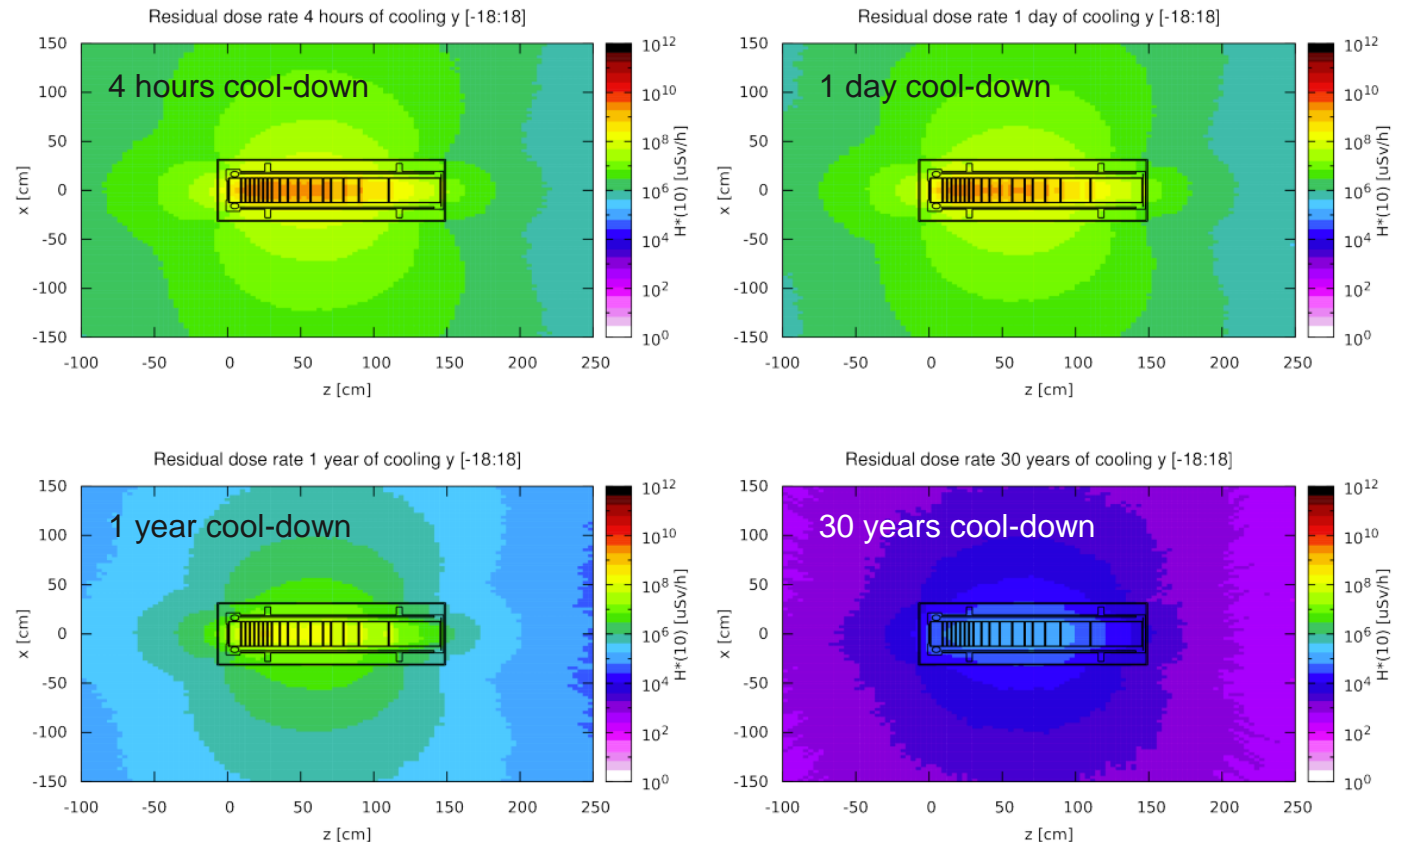 Residual dose rate 4 hours of cooling y [-18:18]
4 hours cool-down
x [cm]
150
100
50
0
-50
-100
-150
-100 -50 0 50 100 150 200 250
z [cm]
10^12
10^10
10^8
10^6
10^4
10^2
10^0
H*(10) [uSv/h]
Residual dose rate 1 day of cooling y [-18:18]
1 day cool-down
x [cm]
150
100
50
0
-50
-100
-150
-100 -50 0 50 100 150 200 250
z [cm]
10^12
10^10
10^8
10^6
10^4
10^2
10^0
H*(10) [uSv/h]
Residual dose rate 1 year of cooling y [-18:18]
1 year cool-down
x [cm]
150
100
50
0
-50
-100
-150
-100 -50 0 50 100 150 200 250
z [cm]
10^12
10^10
10^8
10^6
10^4
10^2
10^0
H*(10) [uSv/h]
Residual dose rate 30 years of cooling y [-18:18]
30 years cool-down
x [cm]
150
100
50
0
-50
-100
-150
-100 -50 0 50 100 150 200 250
z [cm]
10^12
10^10
10^8
10^6
10^4
10^2
10^0
H*(10) [uSv/h]